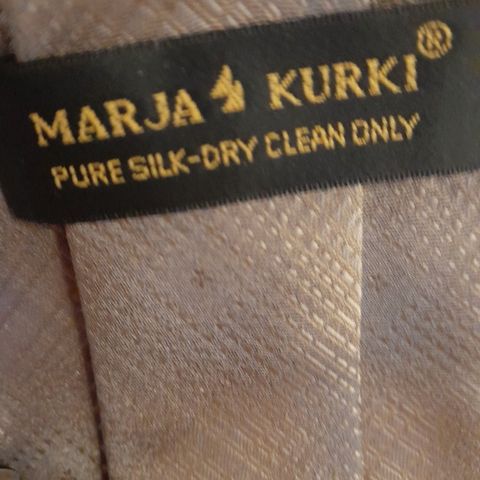 MARJA KURKI®
PURE SILK-DRY CLEAN ONLY